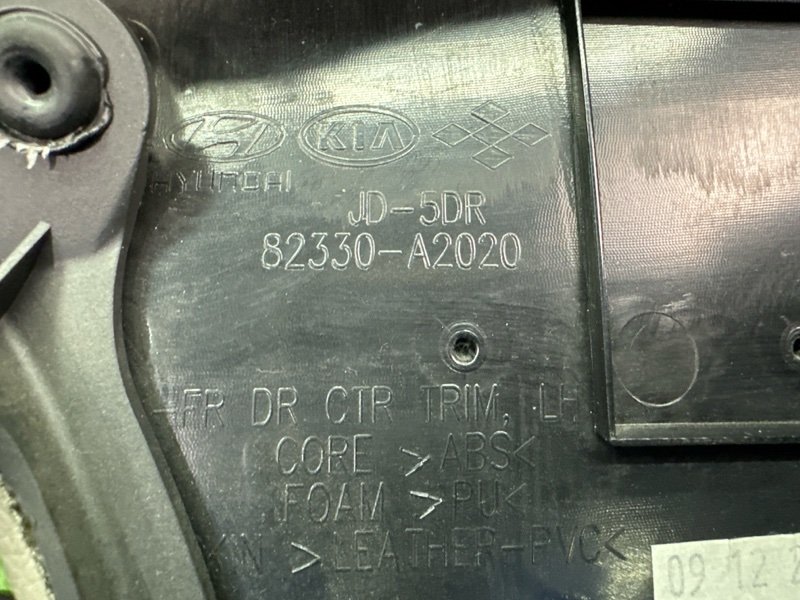 KIA
HYUNDAI
JD-5DR
82330-A2020
-FR DR CTR TRIM, LH
CORE >ABS<
FOAM >PU<
>LEATHER-PVC<
09 12